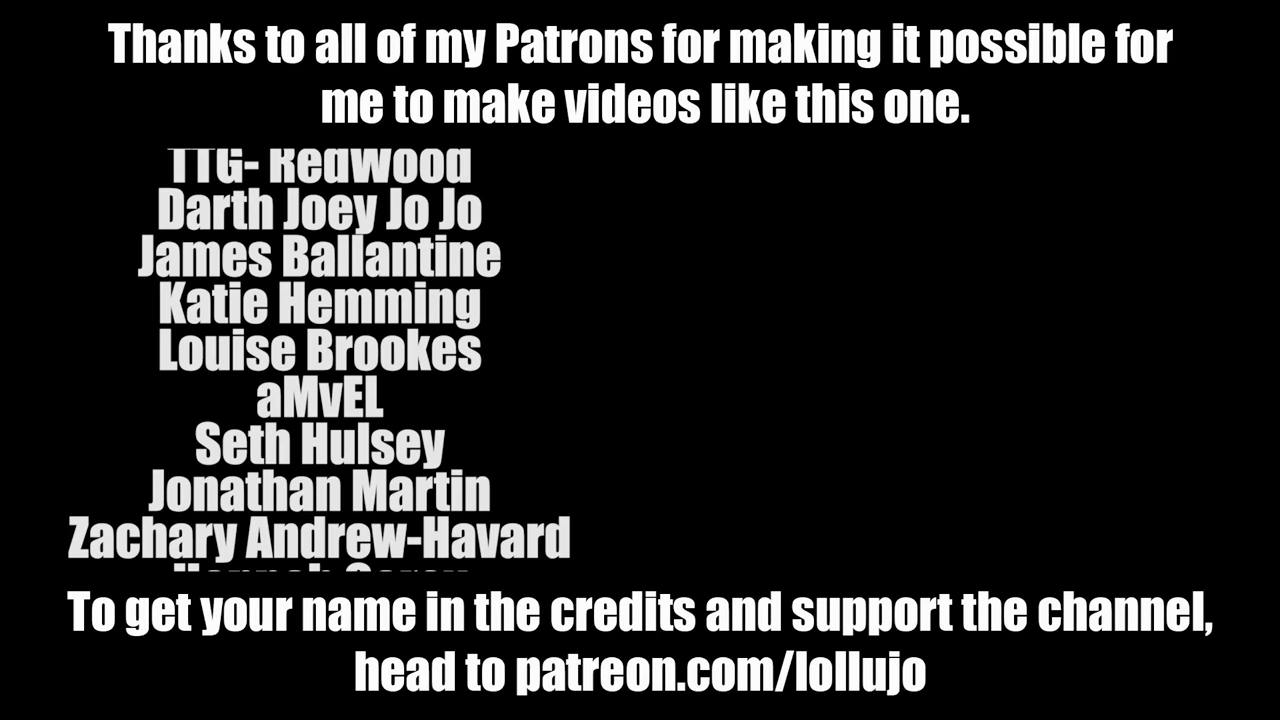 Thanks to all of my Patrons for making it possible for
me to make videos like this one.
TTG- Redwood
Darth Joey Jo Jo
James Ballantine
Katie Hemming
Louise Brookes
aMvEL
Seth Hulsey
Jonathan Martin
Zachary Andrew-Havard
To get your name in the credits and support the channel,
head to patreon.com/lollujo